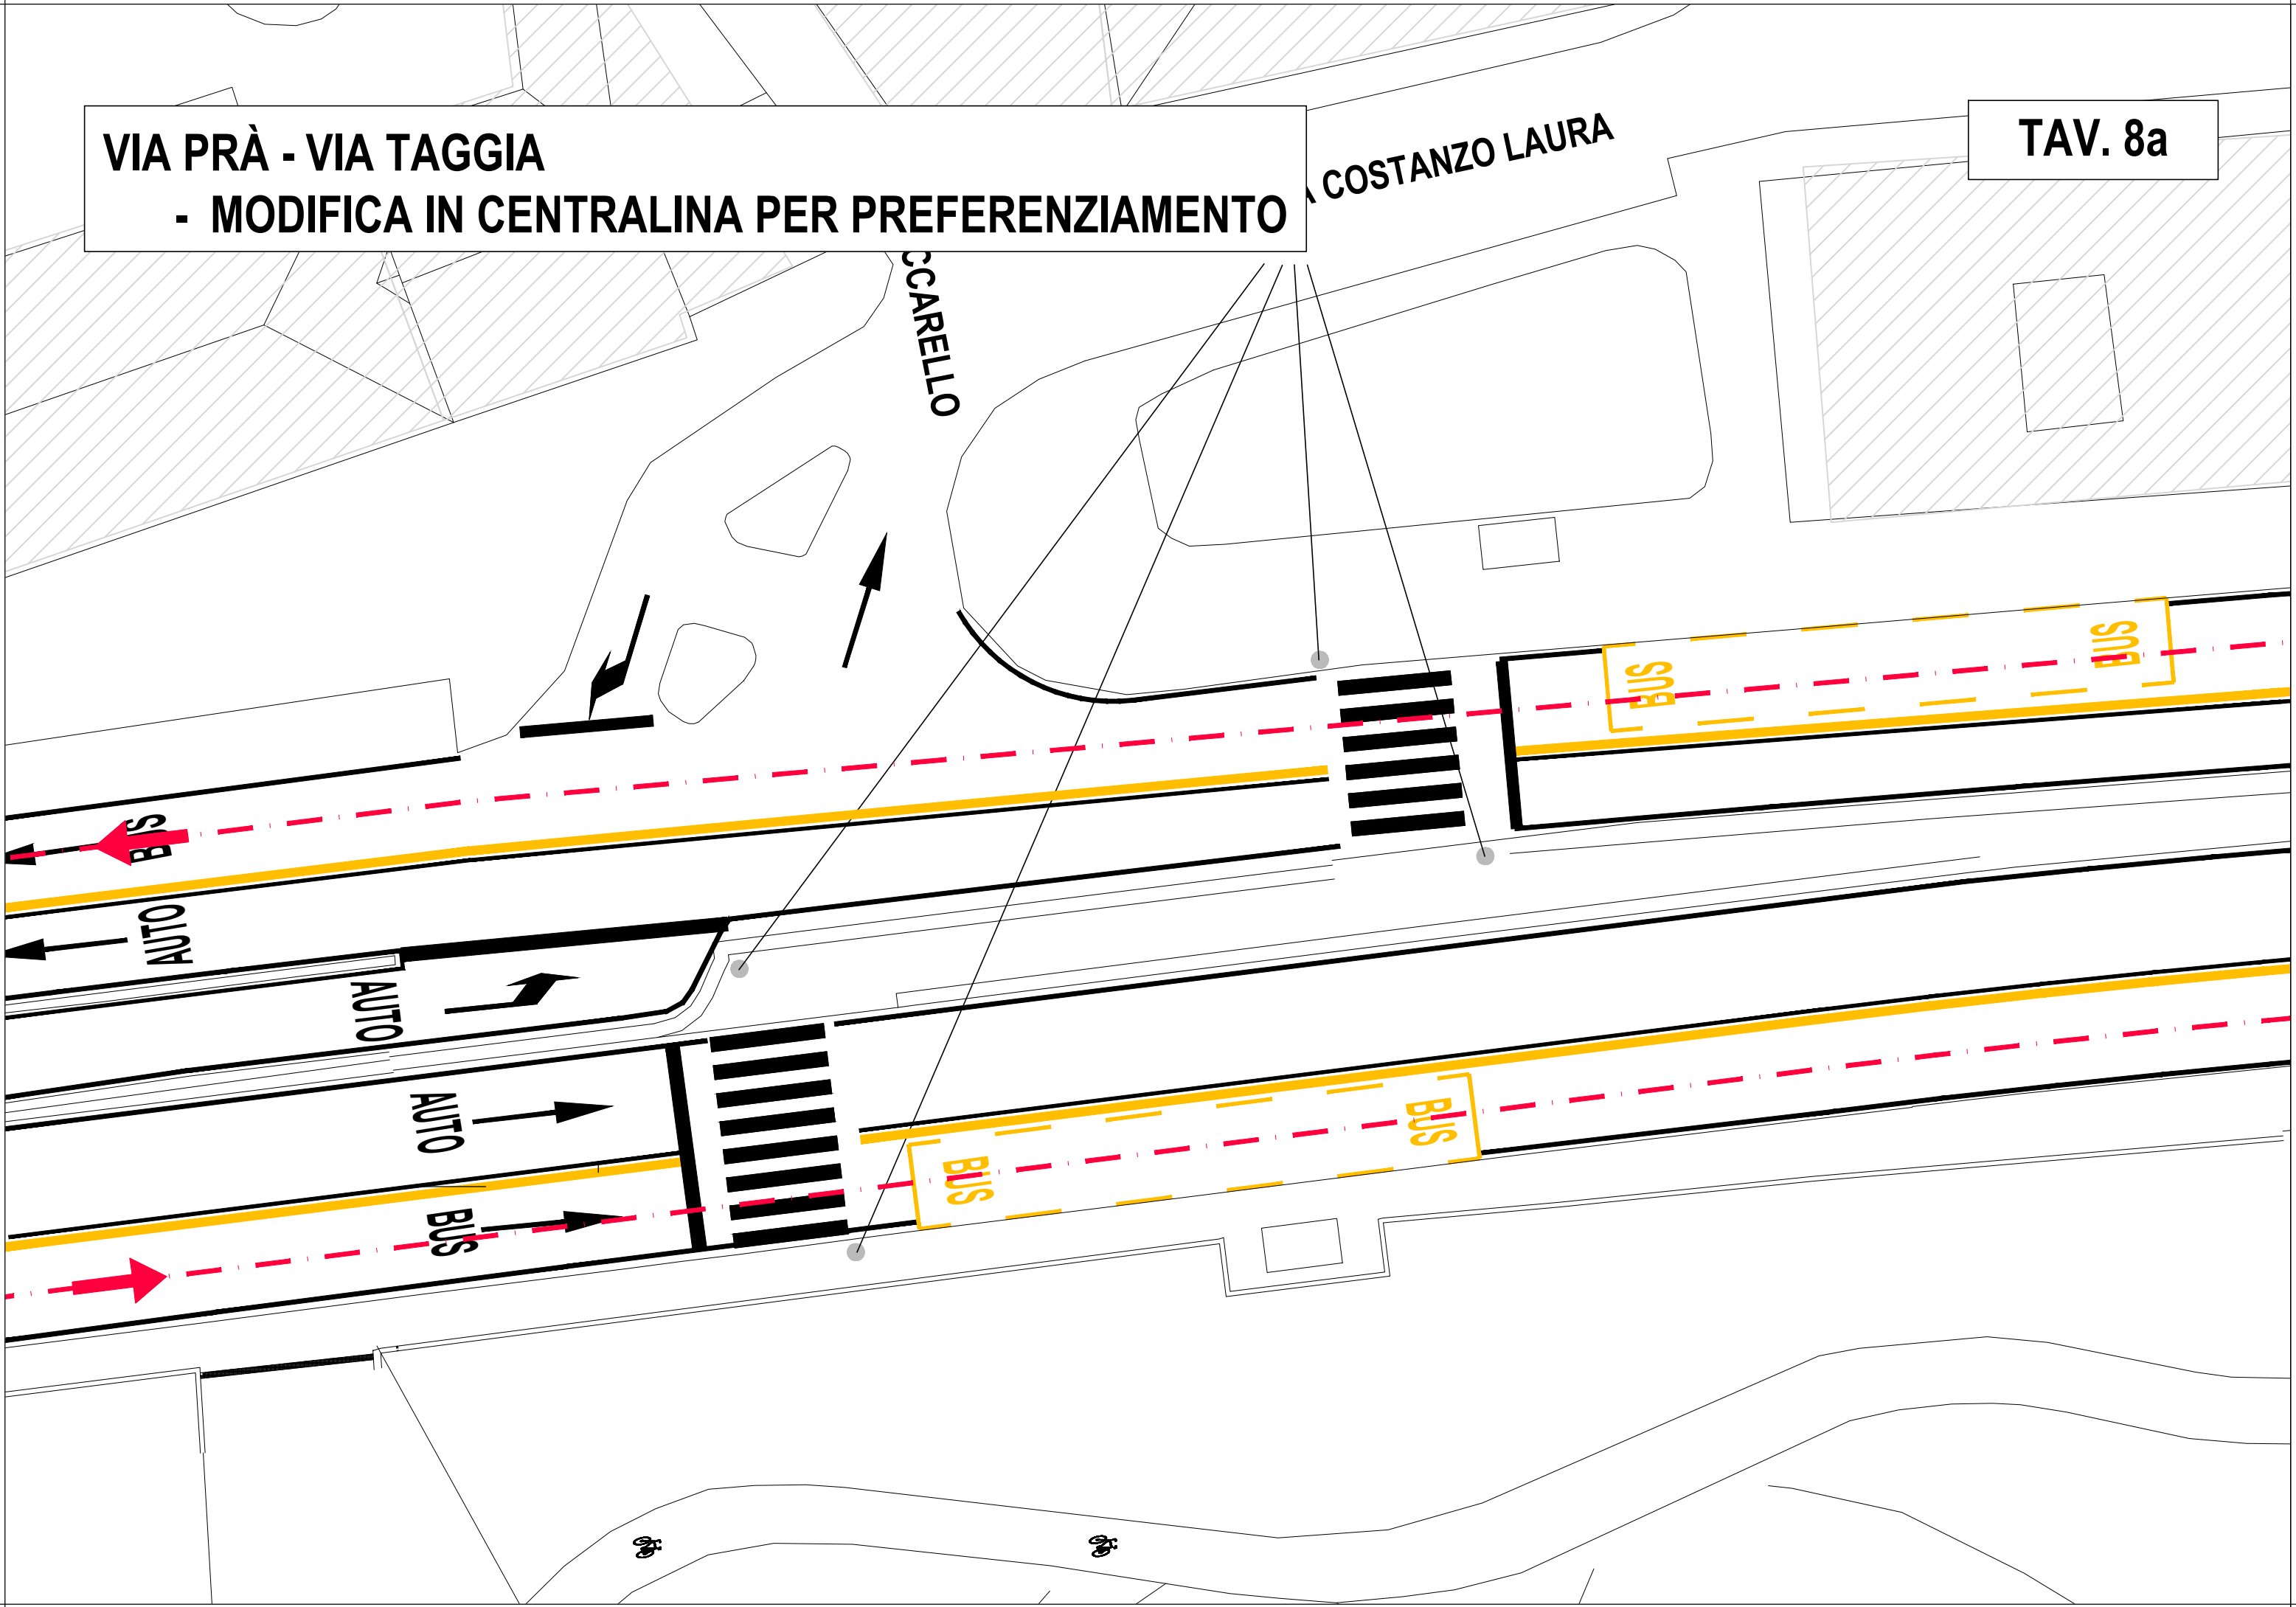 VIA PRÀ - VIA TAGGIA
- MODIFICA IN CENTRALINA PER PREFERENZIAMENTO
TAV. 8a
COSTANZO LAURA
CCARELLO
BUS
BUS
BUS
AUTO
AUTO
AUTO
BUS
BUS
BUS